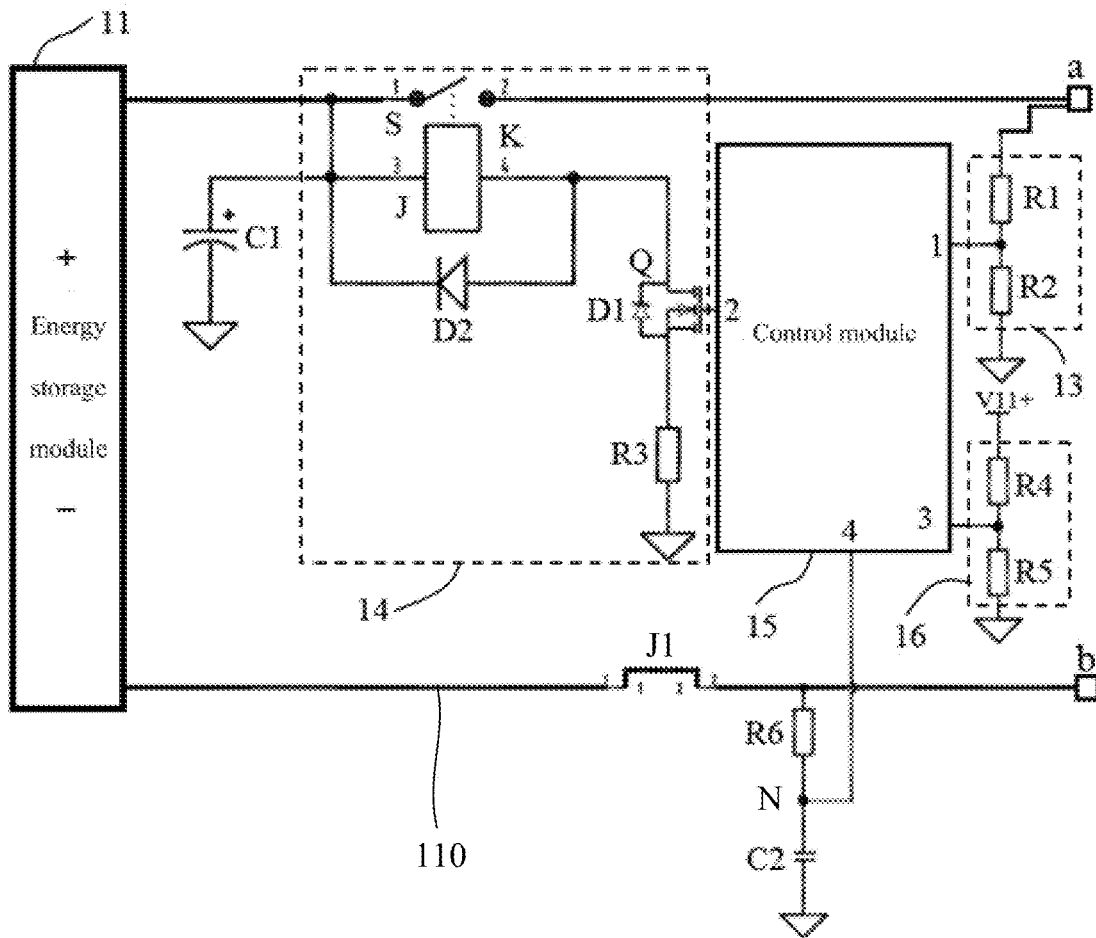 11
a
1
2
S
K
3
4
J
+
C1
R1
1
Q
+
D1
2
R2
D2
Energy
storage
module
−
Control module
13
V11+
R3
R4
3
4
R5
14
15
16
J1
b
R6
N
110
C2